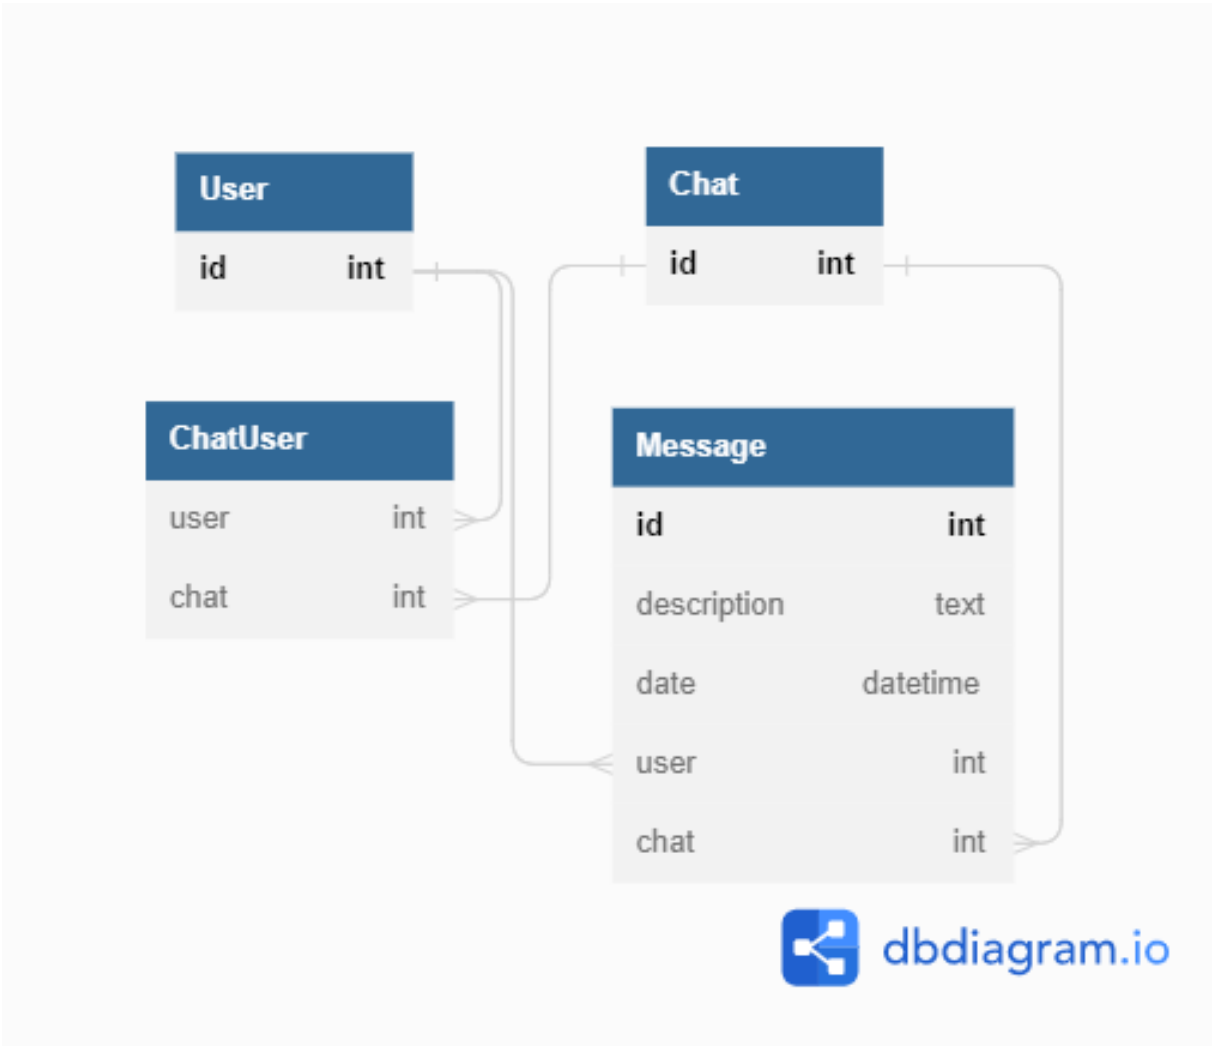 User
id int
Chat
id int
ChatUser
user int
chat int
Message
id int
description text
date datetime
user int
chat int
dbdiagram.io